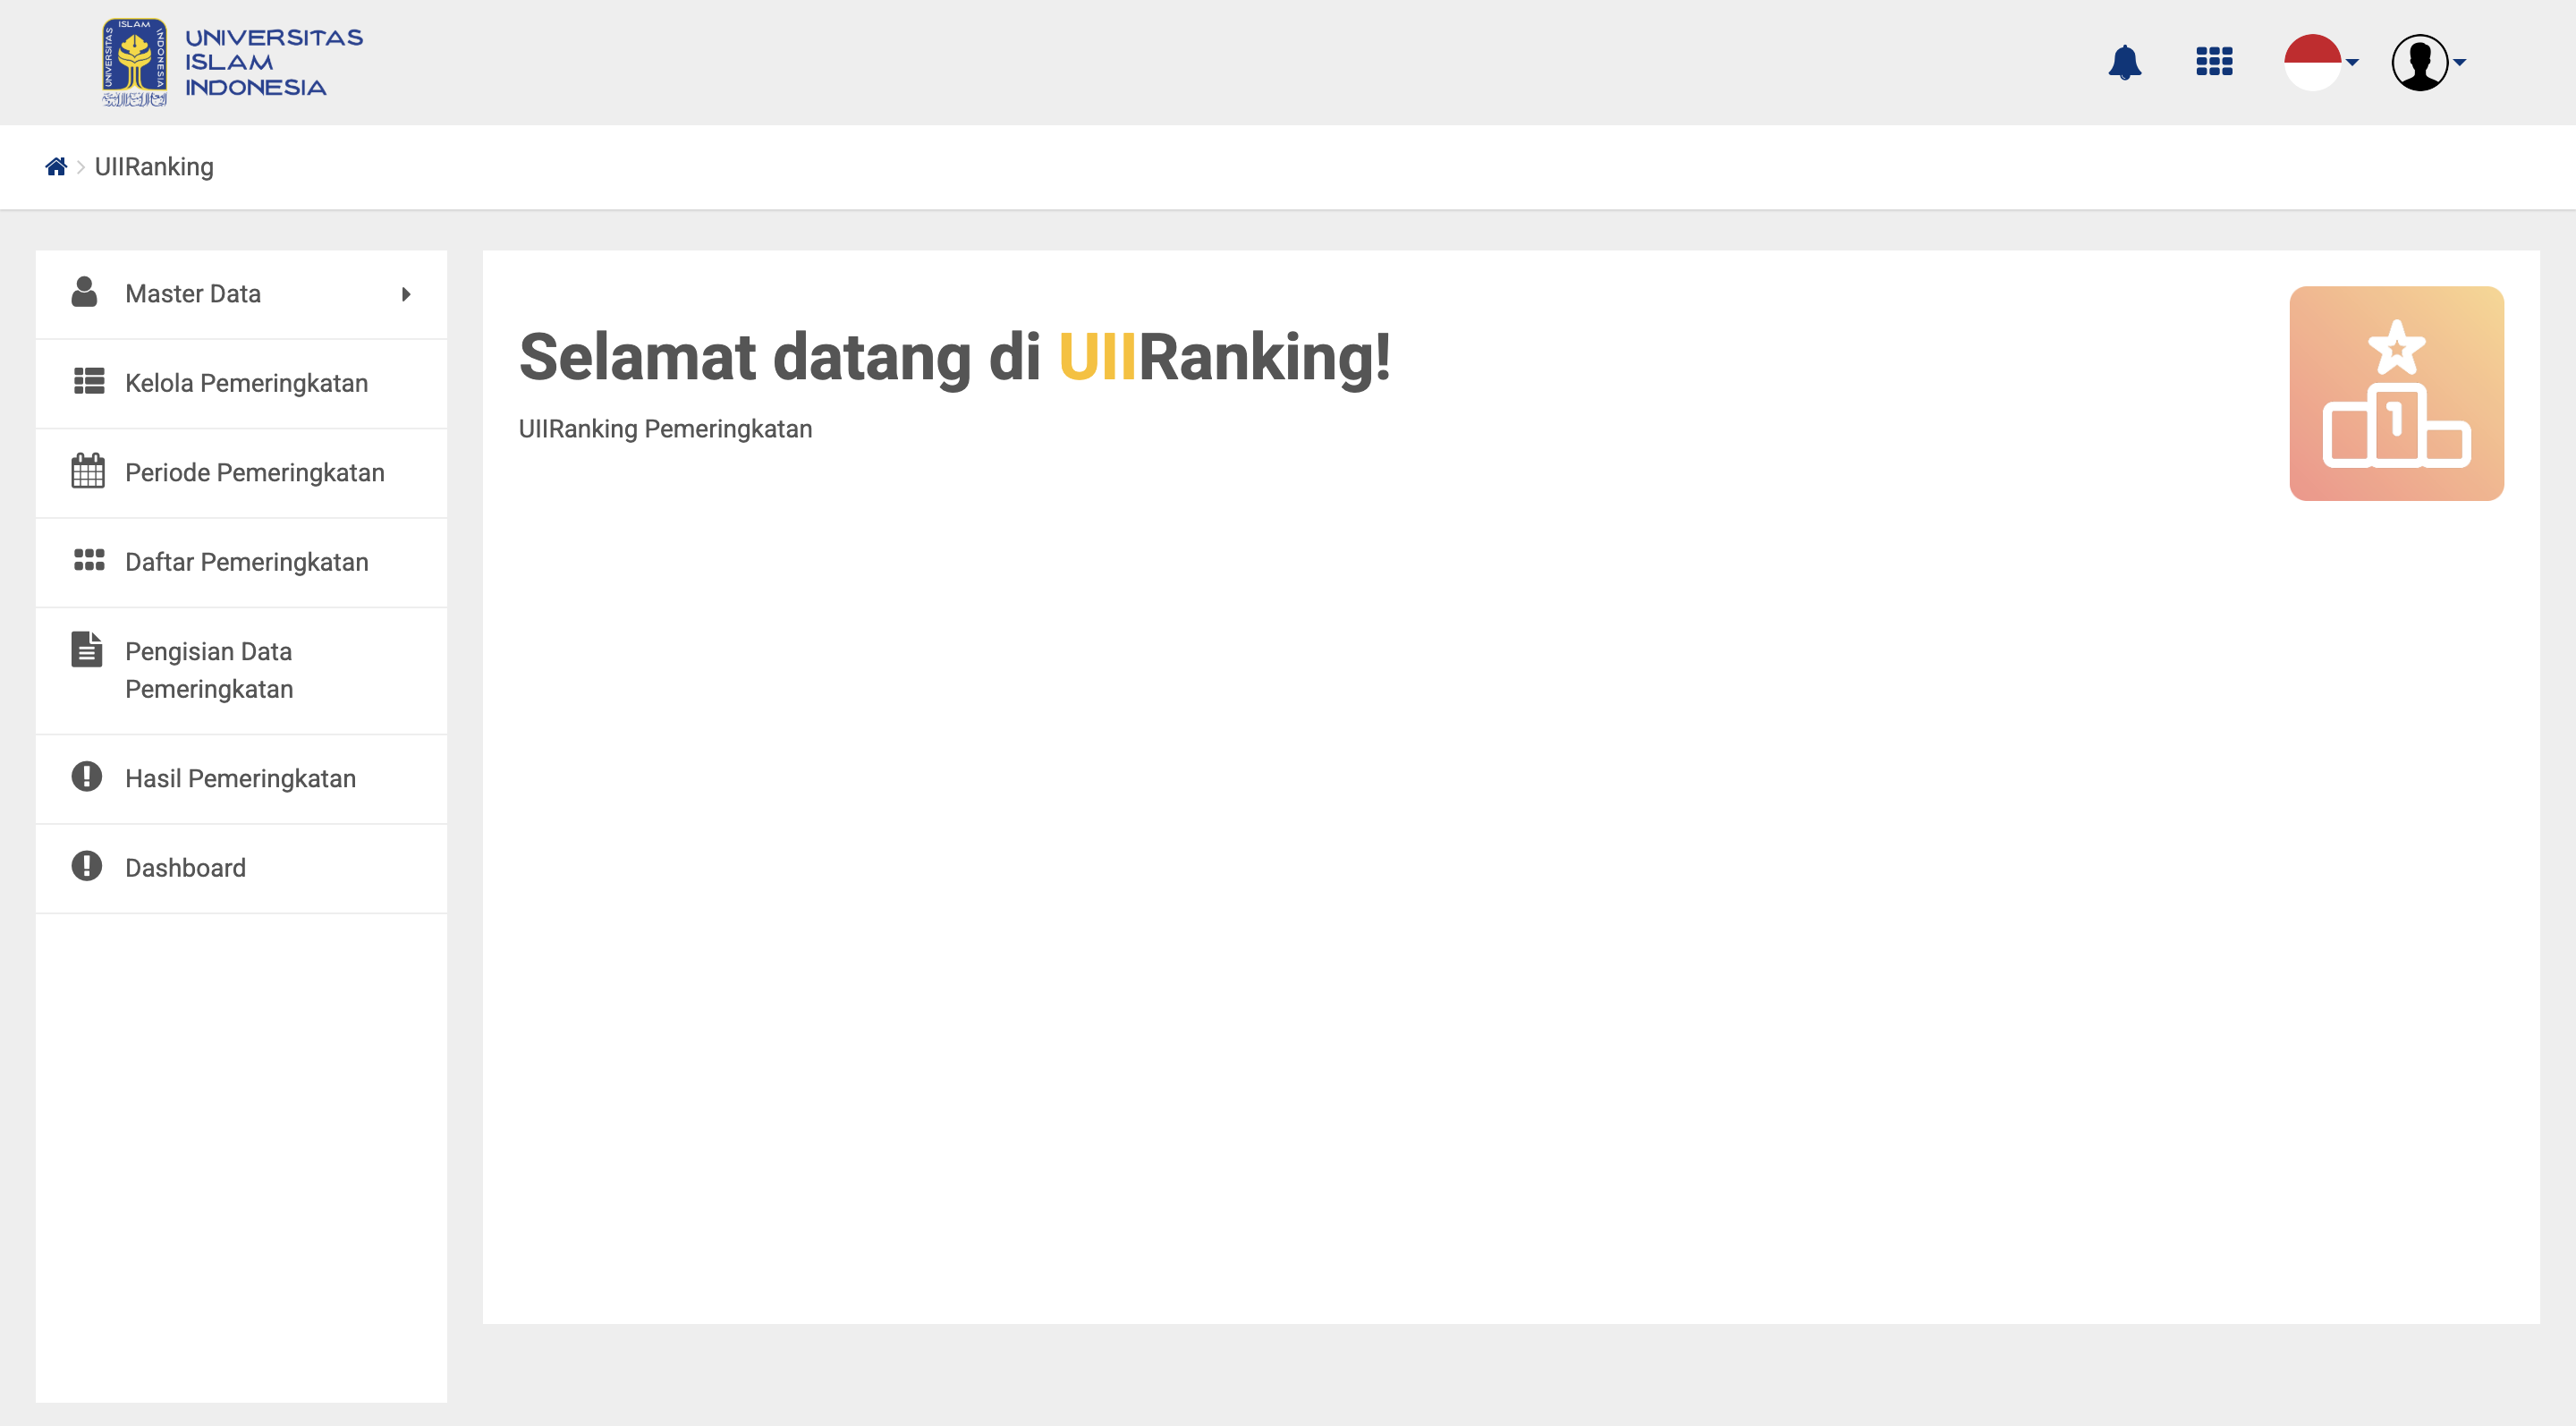 UNIVERSITAS
ISLAM
INDONESIA
UNIVERSITAS
ISLAM
INDONESIA
UIIRanking
Master Data
Kelola Pemeringkatan
Periode Pemeringkatan
Daftar Pemeringkatan
Pengisian Data
Pemeringkatan
Hasil Pemeringkatan
Dashboard
Selamat datang di UIIRanking!
UIIRanking Pemeringkatan
1